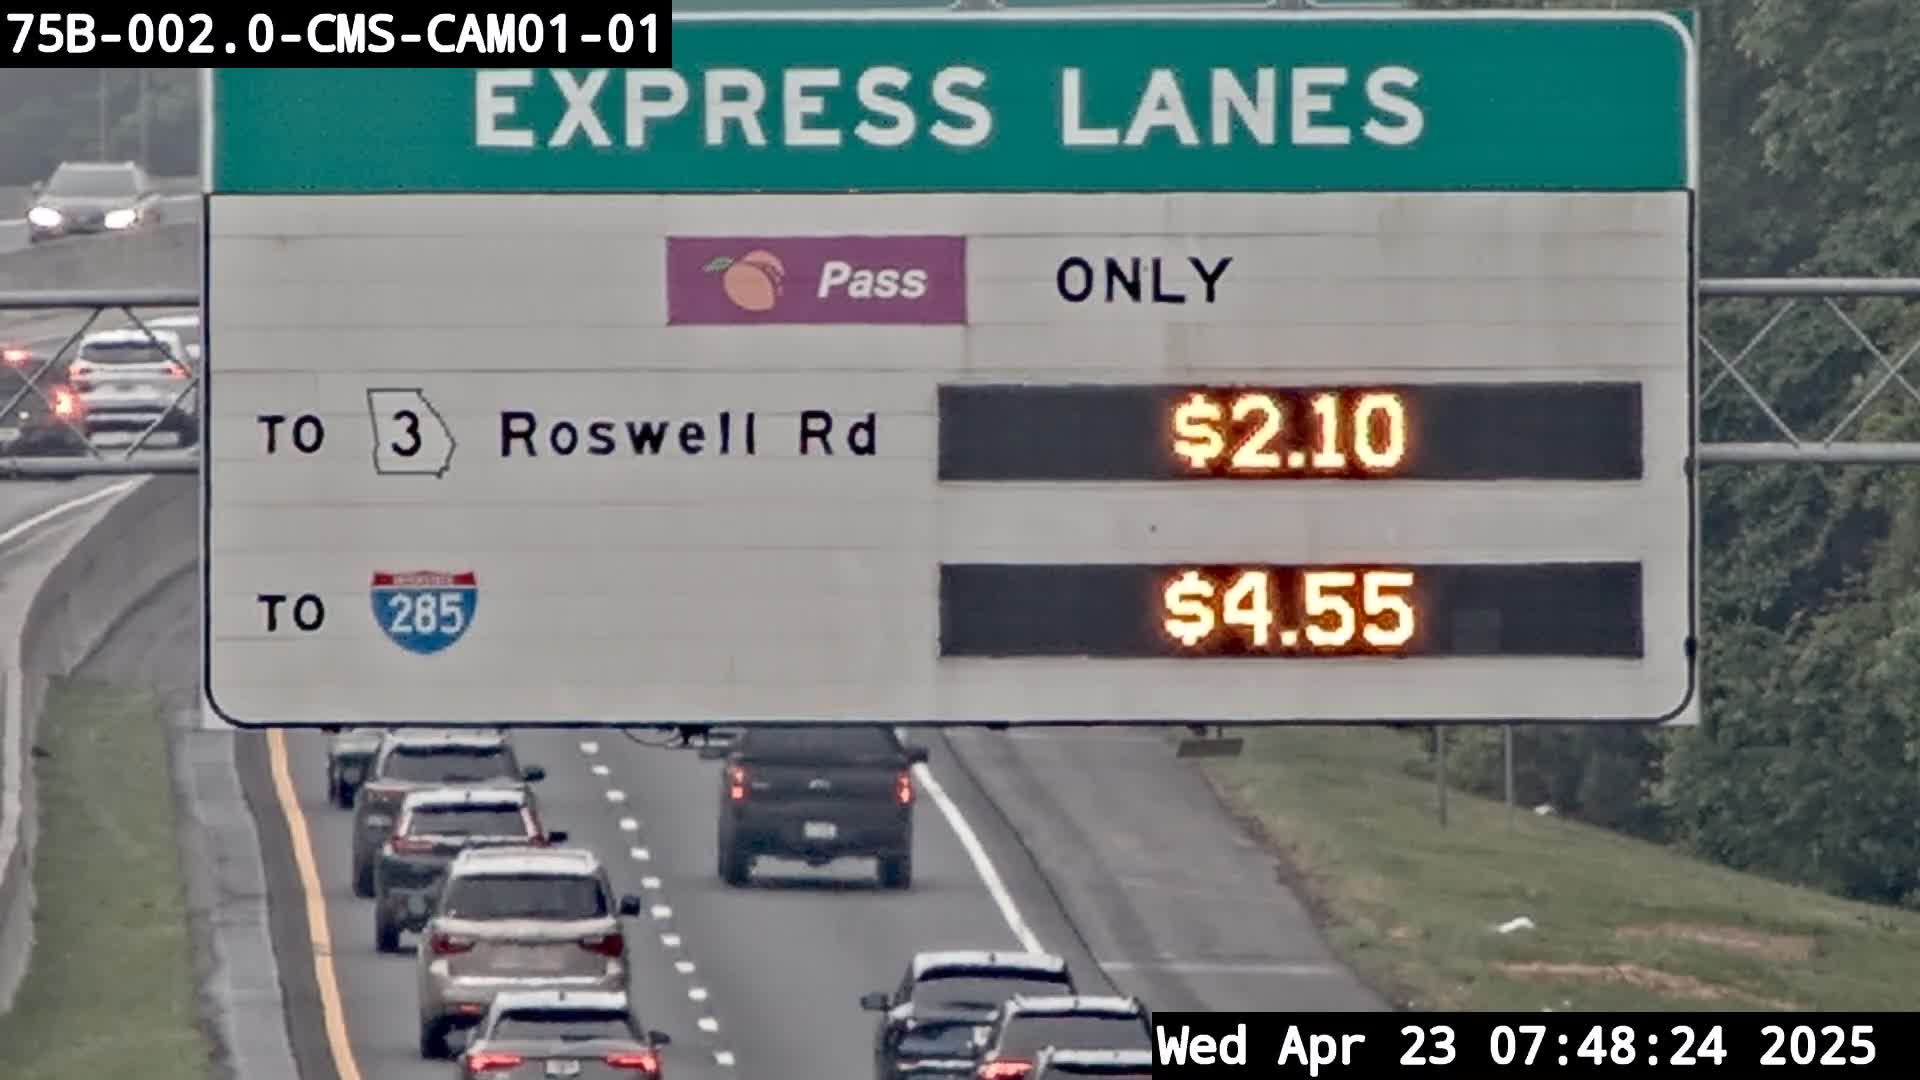 75B-002.0-CMS-CAM01-01
EXPRESS LANES
Pass ONLY
TO 3 Roswell Rd $2.10
INTERSTATE
TO 285 $4.55
Wed Apr 23 07:48:24 2025